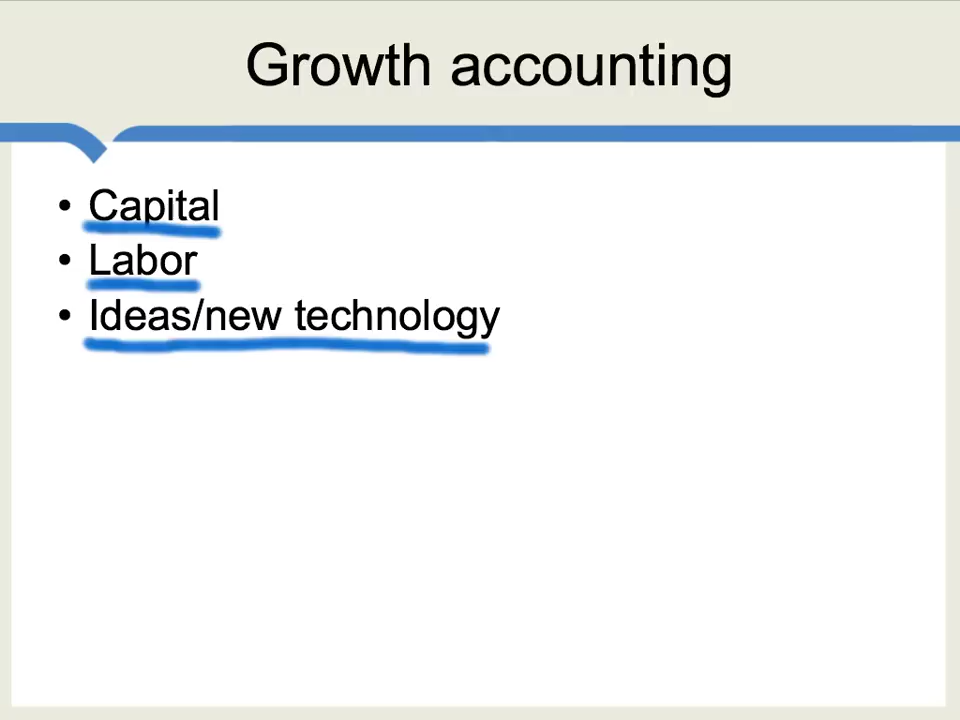 Growth accounting
• Capital
• Labor
• Ideas/new technology